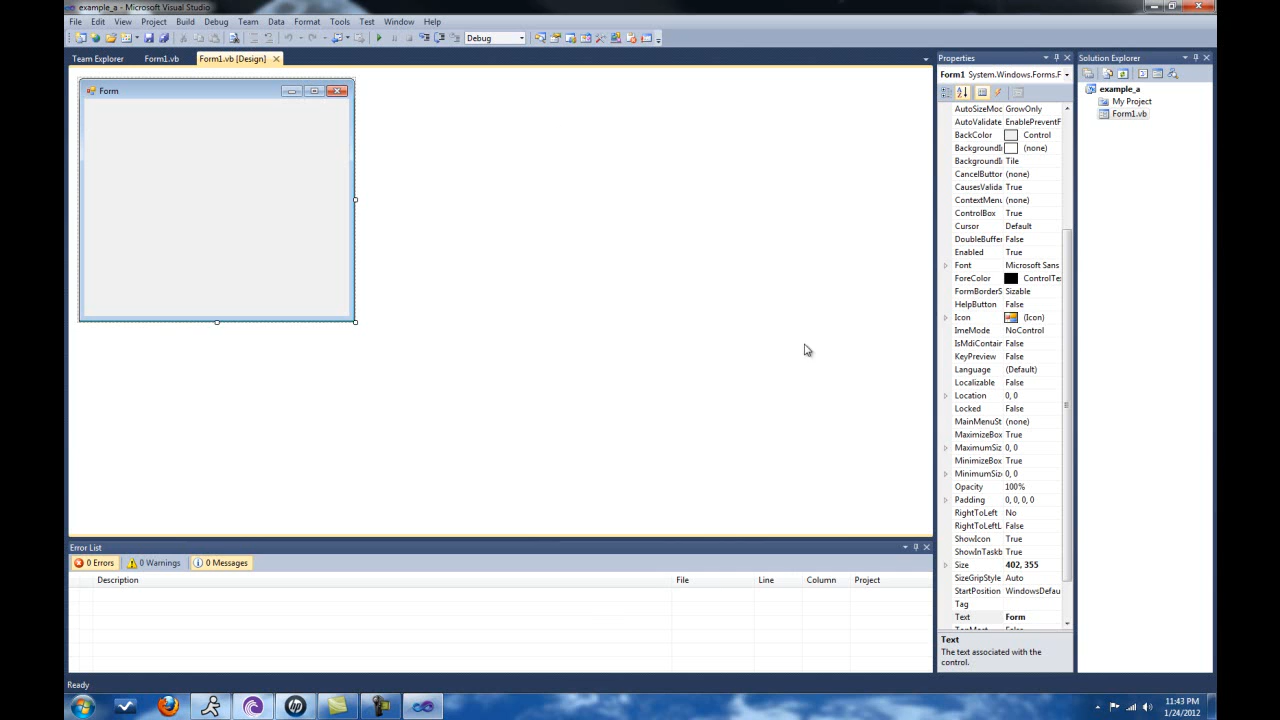 example_a - Microsoft Visual Studio
File Edit View Project Build Debug Team Data Format Tools Test Window Help
Debug
Team Explorer Form1.vb Form1.vb [Design]
Form
Properties
Form1 System.Windows.Forms.F
AutoSizeMod GrowOnly
AutoValidate EnablePreventF
BackColor Control
BackgroundI (none)
BackgroundI Tile
CancelButton (none)
CausesValida True
ContextMenu (none)
ControlBox True
Cursor Default
DoubleBuffer False
Enabled True
Font Microsoft Sans
ForeColor ControlTe
FormBorderS Sizable
HelpButton False
Icon (Icon)
ImeMode NoControl
IsMdiContain False
KeyPreview False
Language (Default)
Localizable False
Location 0, 0
Locked False
MainMenuSt (none)
MaximizeBox True
MaximumSiz 0, 0
MinimizeBox True
MinimumSize 0, 0
Opacity 100%
Padding 0, 0, 0, 0
RightToLeft No
RightToLeftL False
ShowIcon True
ShowInTaskb True
Size 402, 355
SizeGripStyle Auto
StartPosition WindowsDefau
Tag
Text Form
Text
The text associated with the
control.
Solution Explorer
example_a
My Project
Form1.vb
Error List
0 Errors 0 Warnings 0 Messages
Description File Line Column Project
Ready
11:43 PM
1/24/2012